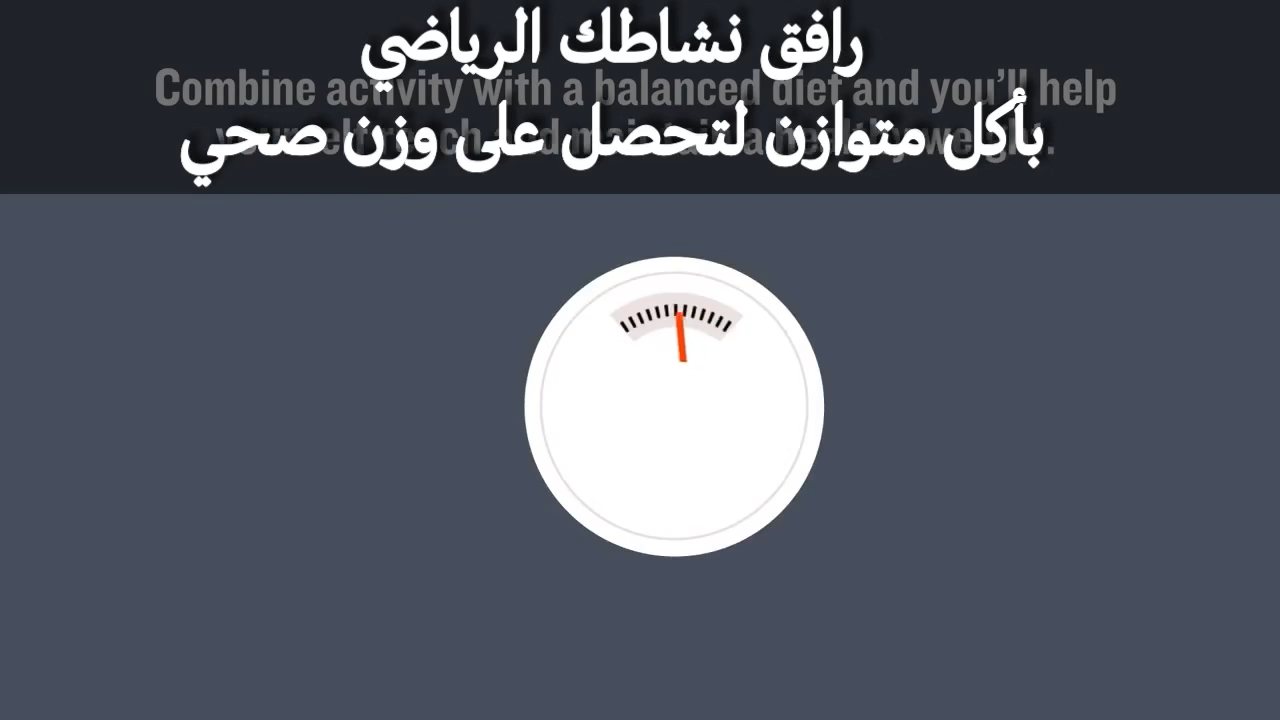 رافق نشاطك الرياضي
Combine activity with a balanced diet and you’ll help
بأكل متوازن لتحصل على وزن صحي